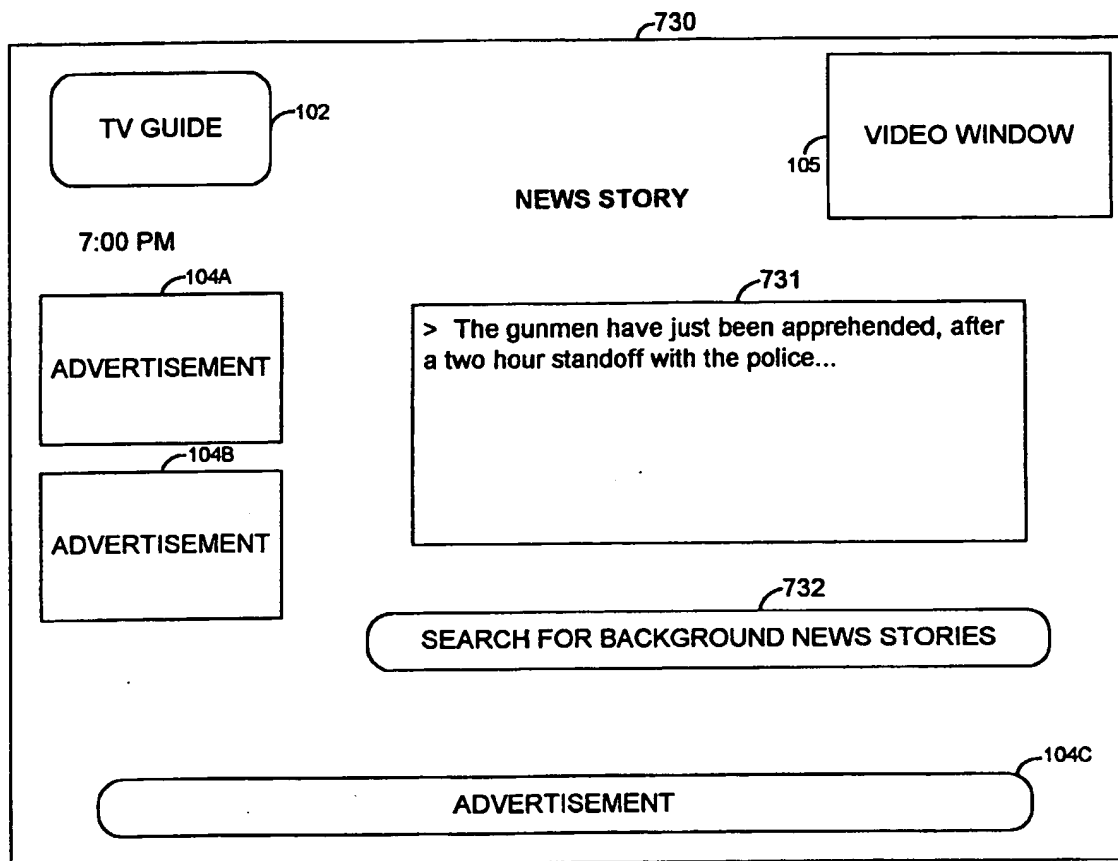 730
TV GUIDE
102
VIDEO WINDOW
105
NEWS STORY
7:00 PM
104A
ADVERTISEMENT
731
> The gunmen have just been apprehended, after
a two hour standoff with the police...
104B
ADVERTISEMENT
732
SEARCH FOR BACKGROUND NEWS STORIES
104C
ADVERTISEMENT